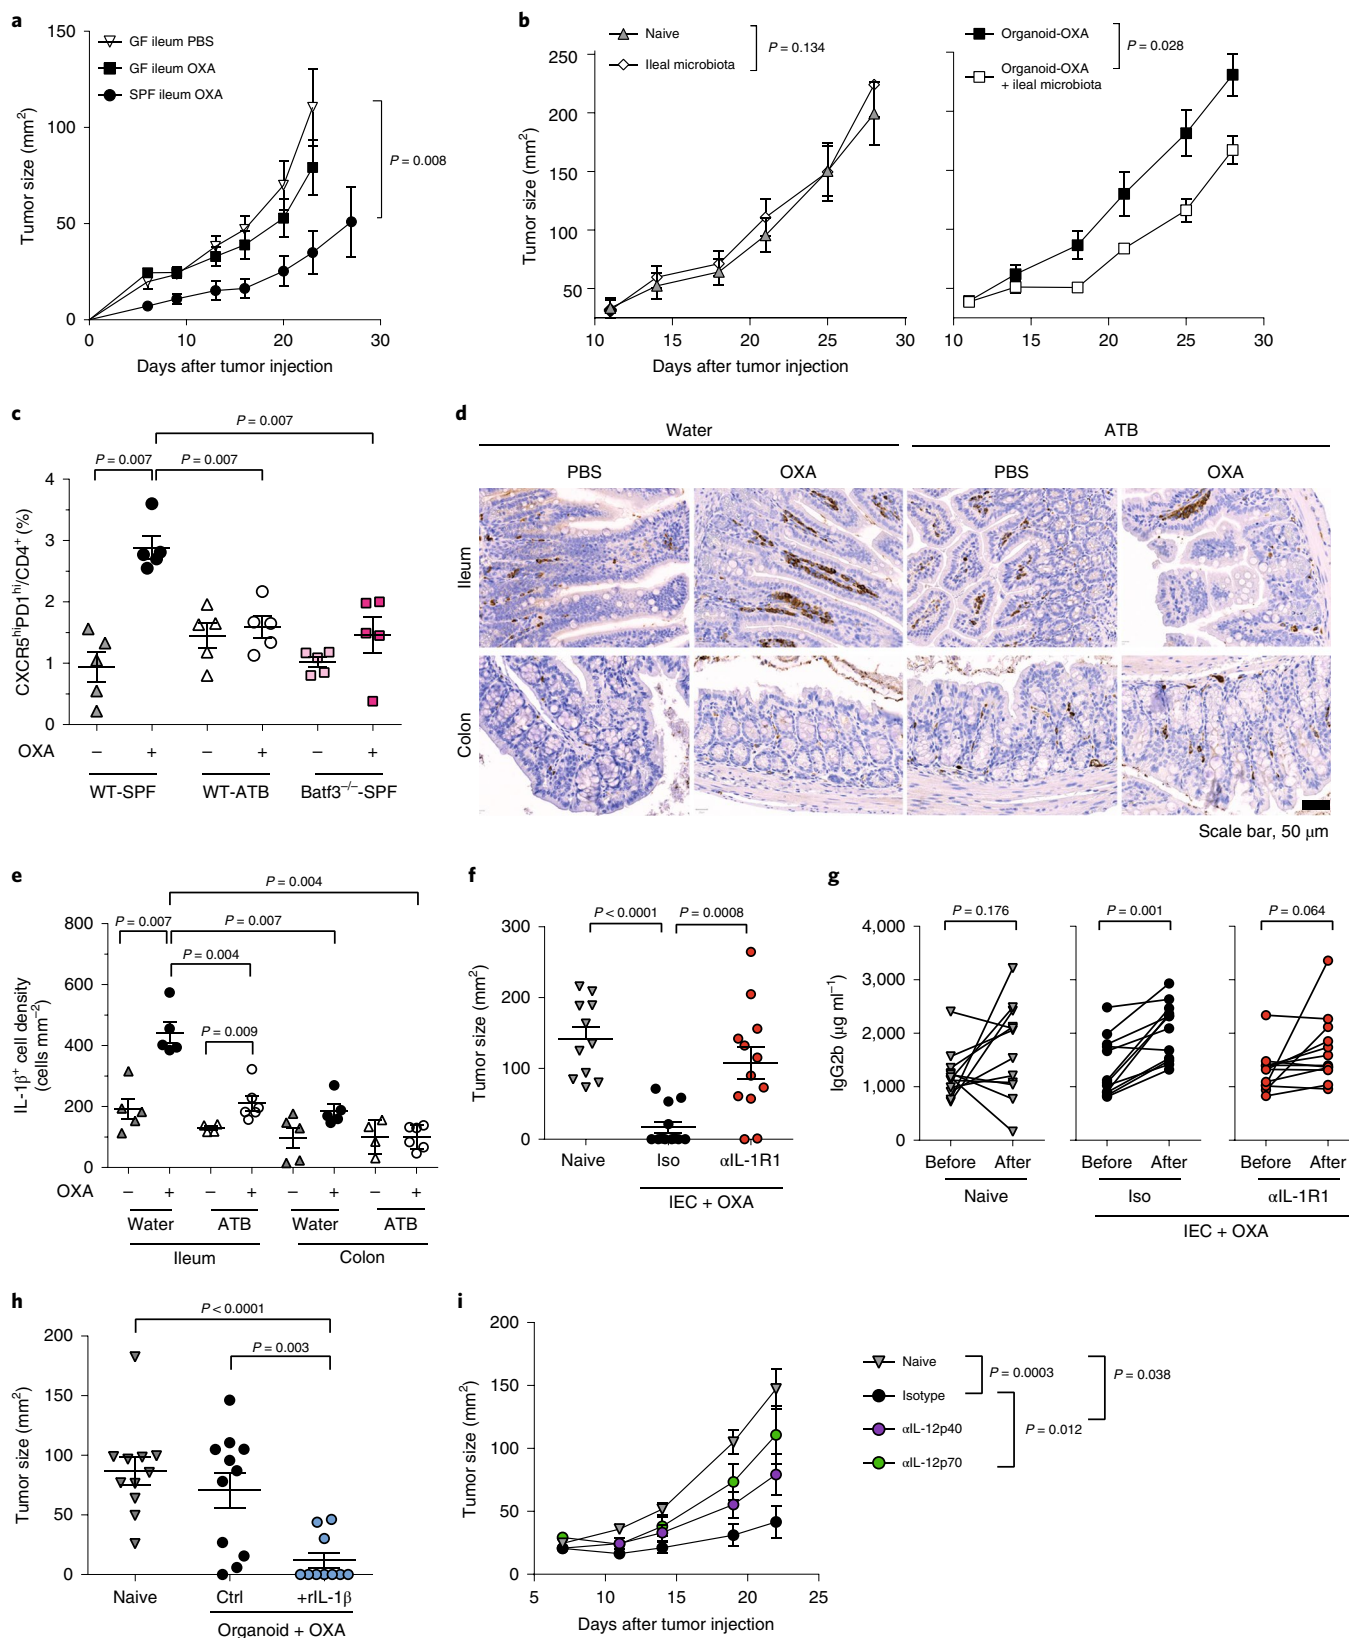 a
150
100
50
0
Tumor size (mm²)
GF ileum PBS
GF ileum OXA
SPF ileum OXA
P = 0.008
0 10 20 30
Days after tumor injection
b
250
200
150
100
50
Tumor size (mm²)
Naive
Ileal microbiota
P = 0.134
10 15 20 25 30
Days after tumor injection
Organoid-OXA
Organoid-OXA
+ ileal microbiota
P = 0.028
10 15 20 25 30
Days after tumor injection
c
P = 0.007
P = 0.007 P = 0.007
4
3
2
1
0
CXCR5ʰⁱPD1ʰⁱ/CD4⁺ (%)
OXA – + – + – +
WT-SPF WT-ATB Batf3⁻/⁻-SPF
d
Water ATB
PBS OXA PBS OXA
Ileum
Colon
Scale bar, 50 μm
e
P = 0.004
P = 0.007 P = 0.007
P = 0.004
P = 0.009
800
600
400
200
0
IL-1β⁺ cell density
(cells mm⁻²)
OXA – + – + – + – +
Water ATB Water ATB
Ileum Colon
f
P < 0.0001 P = 0.0008
300
200
100
0
Tumor size (mm²)
Naive Iso αIL-1R1
IEC + OXA
g
P = 0.176 P = 0.001 P = 0.064
4,000
3,000
2,000
1,000
0
IgG2b (μg ml⁻¹)
Before After Before After Before After
Naive Iso αIL-1R1
IEC + OXA
h
P < 0.0001
P = 0.003
200
150
100
50
0
Tumor size (mm²)
Naive Ctrl +rIL-1β
Organoid + OXA
i
200
150
100
50
0
Tumor size (mm²)
5 10 15 20 25
Days after tumor injection
Naive
Isotype
αIL-12p40
αIL-12p70
P = 0.0003
P = 0.038
P = 0.012